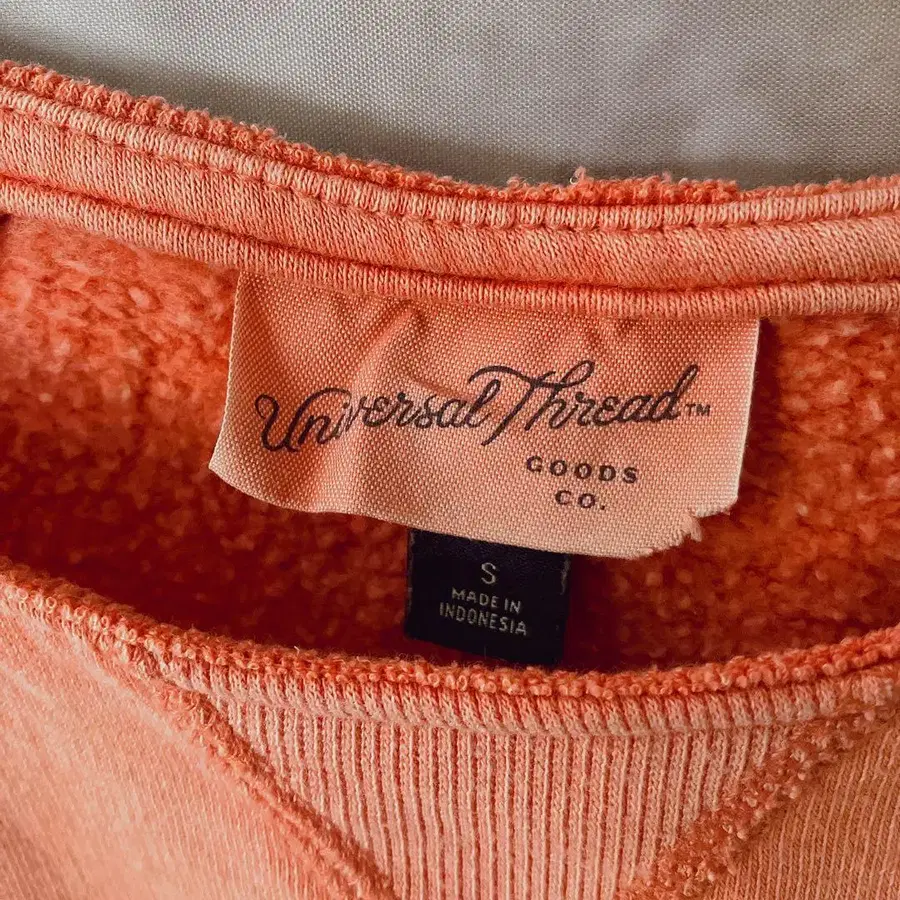 Universal Thread™
GOODS
CO.
S
MADE IN
INDONESIA